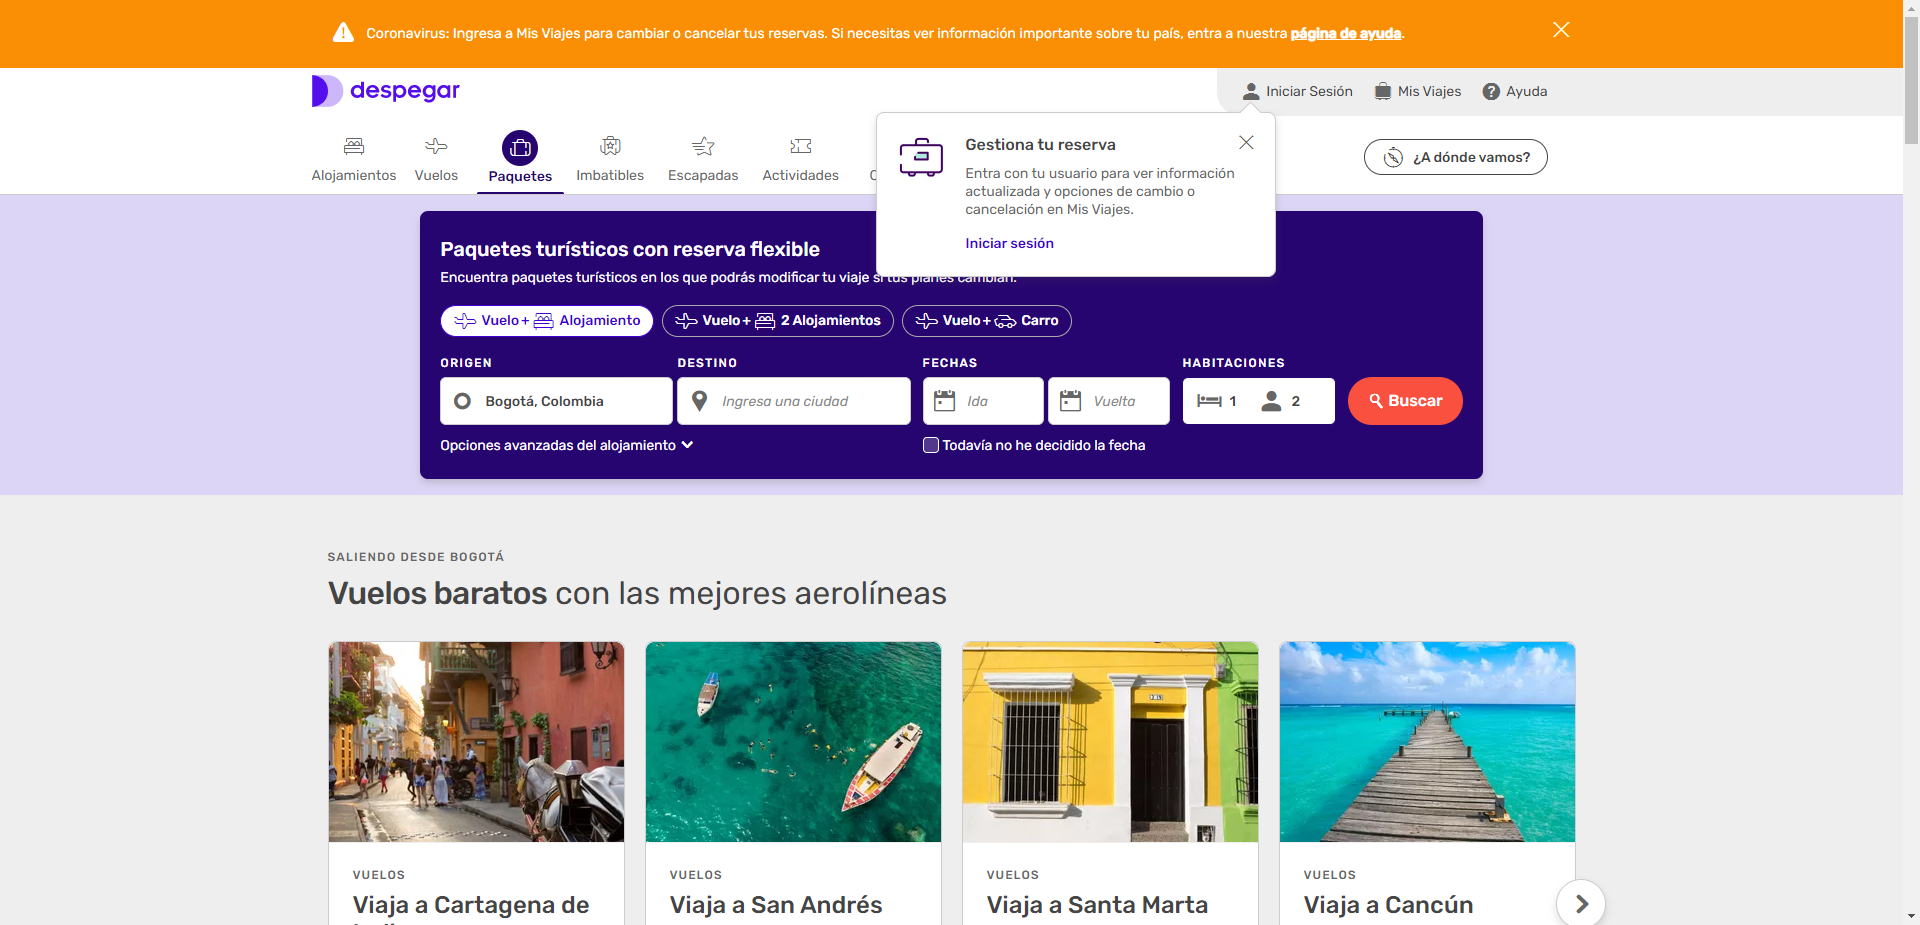 Coronavirus: Ingresa a Mis Viajes para cambiar o cancelar tus reservas. Si necesitas ver información importante sobre tu país, entra a nuestra página de ayuda.
despegar
Iniciar Sesión
Mis Viajes
Ayuda
Alojamientos
Vuelos
Paquetes
Imbatibles
Escapadas
Actividades
¿A dónde vamos?
Gestiona tu reserva
Entra con tu usuario para ver información
actualizada y opciones de cambio o
cancelación en Mis Viajes.
Iniciar sesión
Paquetes turísticos con reserva flexible
Encuentra paquetes turísticos en los que podrás modificar tu viaje si tus planes cambian.
Vuelo + Alojamiento
Vuelo + 2 Alojamientos
Vuelo + Carro
ORIGEN
DESTINO
FECHAS
HABITACIONES
Bogotá, Colombia
Ingresa una ciudad
Ida
Vuelta
1
2
Buscar
Opciones avanzadas del alojamiento
Todavía no he decidido la fecha
SALIENDO DESDE BOGOTÁ
Vuelos baratos con las mejores aerolíneas
VUELOS
Viaja a Cartagena de
VUELOS
Viaja a San Andrés
VUELOS
Viaja a Santa Marta
VUELOS
Viaja a Cancún